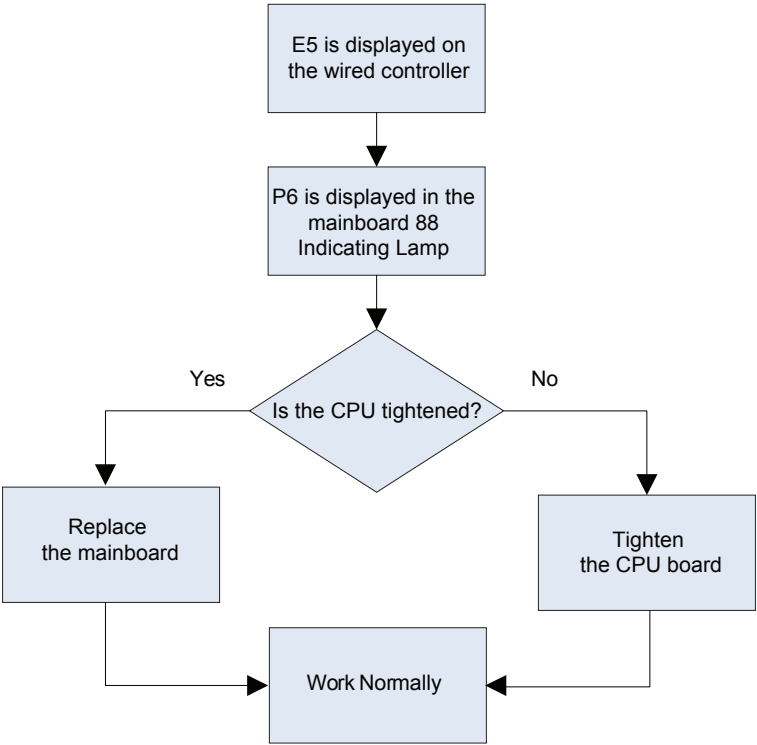 E5 is displayed on
the wired controller
P6 is displayed in the
mainboard 88
Indicating Lamp
Yes
No
Is the CPU tightened?
Replace
the mainboard
Tighten
the CPU board
Work Normally